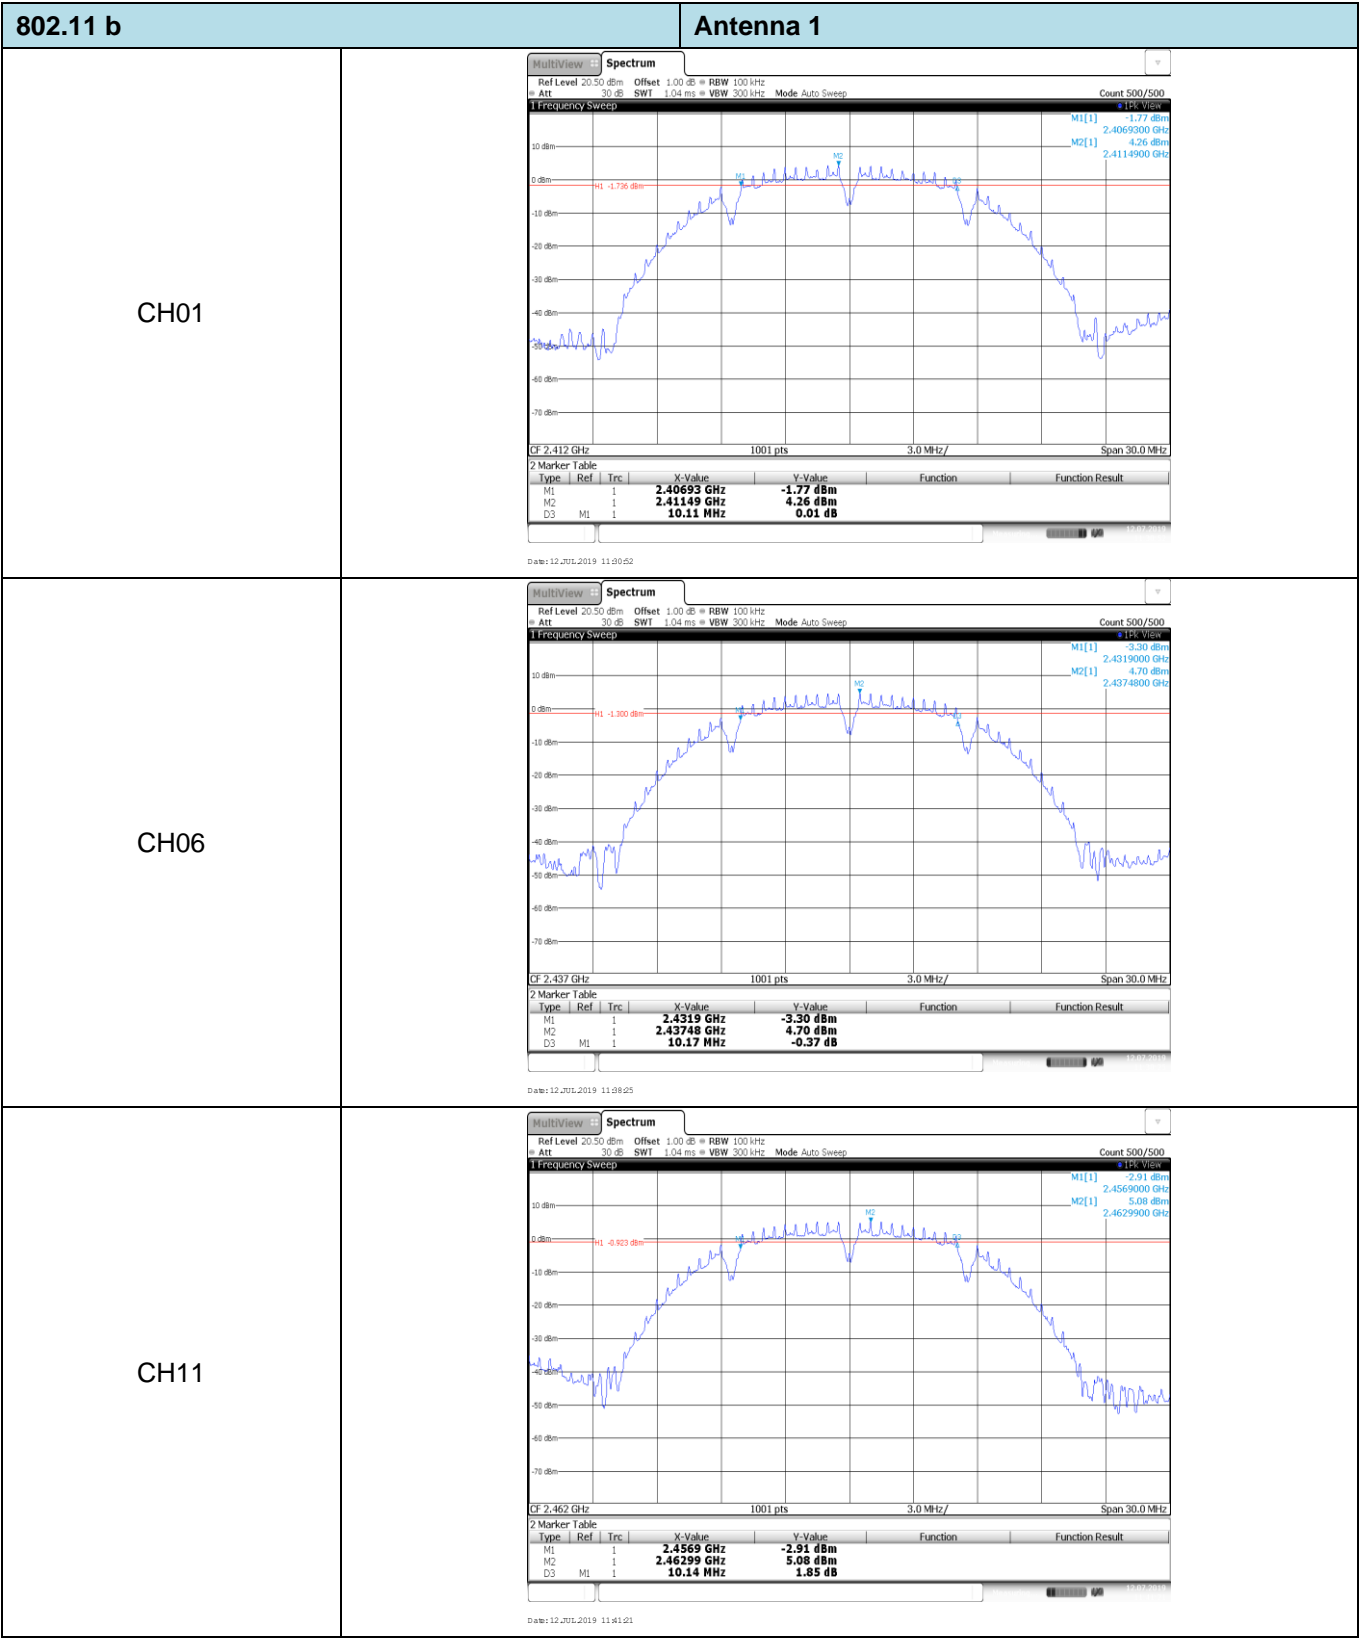 802.11 b Antenna 1
CH01
MultiView Spectrum
Ref Level 20.50 dBm Offset 1.00 dB RBW 100 kHz
Att 30 dB SWT 1.04 ms VBW 300 kHz Mode Auto Sweep Count 500/500
1 Frequency Sweep 1Pk View
M1[1] -1.77 dBm
2.4069300 GHz
M2[1] 4.26 dBm
2.4114900 GHz
10 dBm
M2
M1
D3
0 dBm
H1 -1.736 dBm
-10 dBm
-20 dBm
-30 dBm
-40 dBm
-50 dBm
-60 dBm
-70 dBm
CF 2.412 GHz 1001 pts 3.0 MHz/ Span 30.0 MHz
2 Marker Table
Type Ref Trc X-Value Y-Value Function Function Result
M1 1 2.40693 GHz -1.77 dBm
M2 1 2.41149 GHz 4.26 dBm
D3 M1 1 10.11 MHz 0.01 dB
12.07.2019
Date: 12.JUL.2019 11:30:52
CH06
MultiView Spectrum
Ref Level 20.50 dBm Offset 1.00 dB RBW 100 kHz
Att 30 dB SWT 1.04 ms VBW 300 kHz Mode Auto Sweep Count 500/500
1 Frequency Sweep 1Pk View
M1[1] -3.30 dBm
2.4319000 GHz
M2[1] 4.70 dBm
2.4374800 GHz
10 dBm
M2
0 dBm
M1
H1 -1.300 dBm
D3
-10 dBm
-20 dBm
-30 dBm
-40 dBm
-50 dBm
-60 dBm
-70 dBm
CF 2.437 GHz 1001 pts 3.0 MHz/ Span 30.0 MHz
2 Marker Table
Type Ref Trc X-Value Y-Value Function Function Result
M1 1 2.4319 GHz -3.30 dBm
M2 1 2.43748 GHz 4.70 dBm
D3 M1 1 10.17 MHz -0.37 dB
12.07.2019
Date: 12.JUL.2019 11:38:25
CH11
MultiView Spectrum
Ref Level 20.50 dBm Offset 1.00 dB RBW 100 kHz
Att 30 dB SWT 1.04 ms VBW 300 kHz Mode Auto Sweep Count 500/500
1 Frequency Sweep 1Pk View
M1[1] -2.91 dBm
2.4569000 GHz
M2[1] 5.08 dBm
2.4629900 GHz
10 dBm
M2
0 dBm
M1
D3
H1 -0.923 dBm
-10 dBm
-20 dBm
-30 dBm
-40 dBm
-50 dBm
-60 dBm
-70 dBm
CF 2.462 GHz 1001 pts 3.0 MHz/ Span 30.0 MHz
2 Marker Table
Type Ref Trc X-Value Y-Value Function Function Result
M1 1 2.4569 GHz -2.91 dBm
M2 1 2.46299 GHz 5.08 dBm
D3 M1 1 10.14 MHz 1.85 dB
12.07.2019
Date: 12.JUL.2019 11:41:21